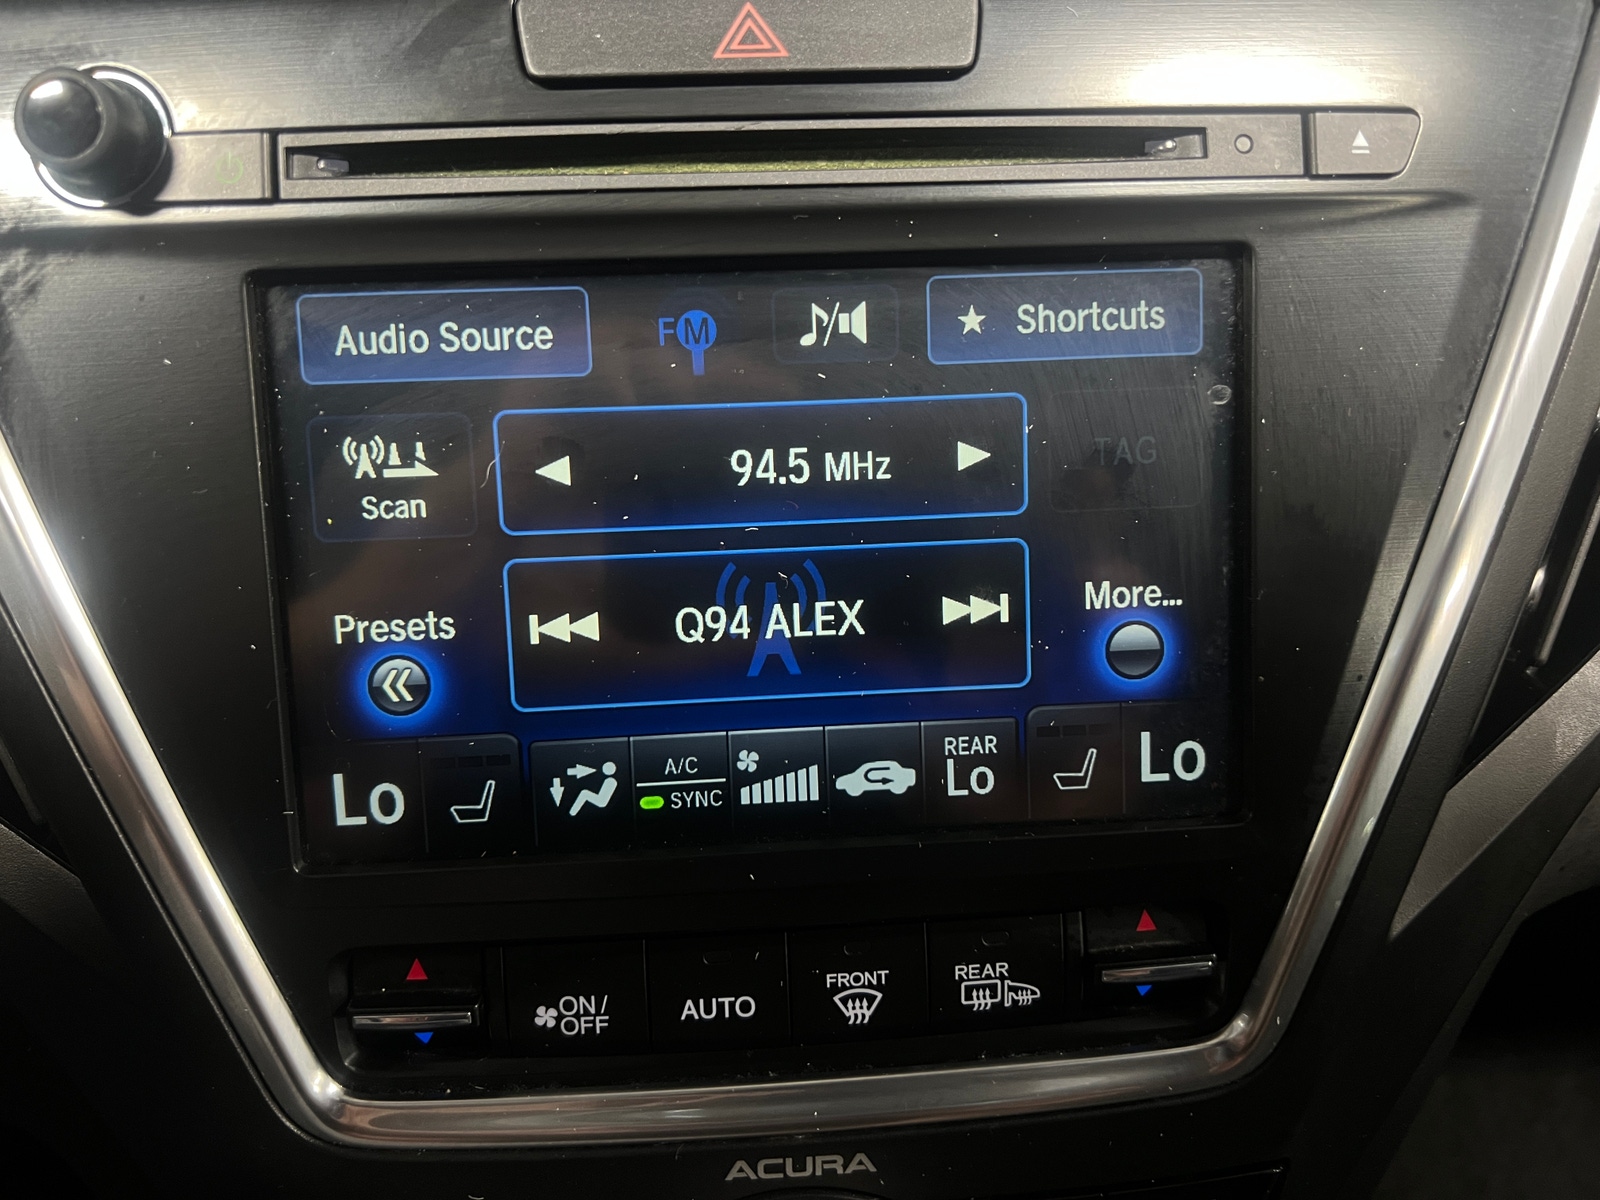 Audio Source
FM
Shortcuts
Scan
94.5 MHz
TAG
Presets
Q94 ALEX
More...
Lo
A/C
SYNC
REAR
Lo
Lo
ON/
OFF
AUTO
FRONT
REAR
ACURA